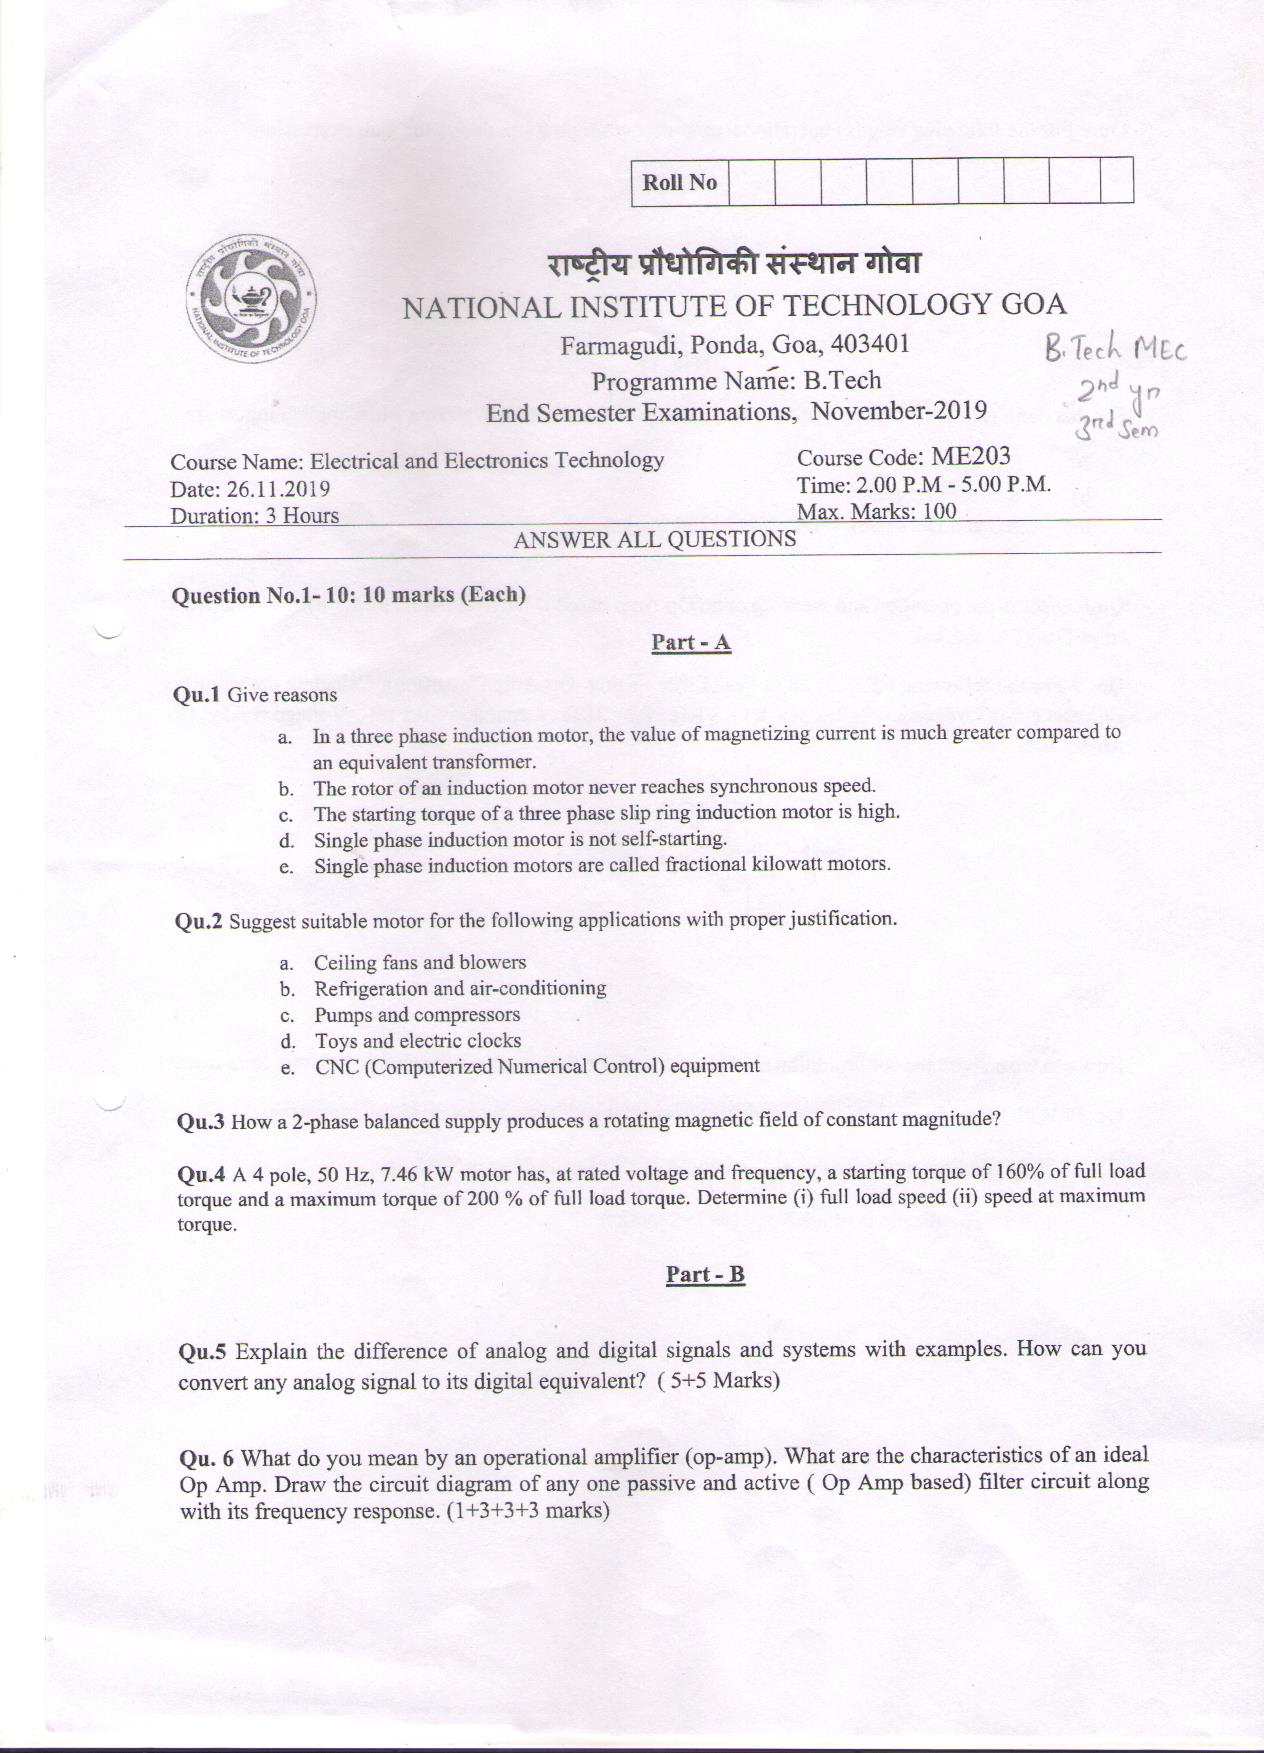 Roll No
राष्ट्रीय प्रौधोगिकी संस्थान गोवा
NATIONAL INSTITUTE OF TECHNOLOGY GOA
Farmagudi, Ponda, Goa, 403401
Programme Name: B.Tech
End Semester Examinations, November-2019
B.Tech MEC
2nd yr
3rd Sem
Course Name: Electrical and Electronics Technology
Course Code: ME203
Date: 26.11.2019
Time: 2.00 P.M - 5.00 P.M.
Duration: 3 Hours
Max. Marks: 100
ANSWER ALL QUESTIONS
Question No.1- 10: 10 marks (Each)
Part - A
Qu.1 Give reasons
a. In a three phase induction motor, the value of magnetizing current is much greater compared to
an equivalent transformer.
b. The rotor of an induction motor never reaches synchronous speed.
c. The starting torque of a three phase slip ring induction motor is high.
d. Single phase induction motor is not self-starting.
e. Single phase induction motors are called fractional kilowatt motors.
Qu.2 Suggest suitable motor for the following applications with proper justification.
a. Ceiling fans and blowers
b. Refrigeration and air-conditioning
c. Pumps and compressors
d. Toys and electric clocks
e. CNC (Computerized Numerical Control) equipment
Qu.3 How a 2-phase balanced supply produces a rotating magnetic field of constant magnitude?
Qu.4 A 4 pole, 50 Hz, 7.46 kW motor has, at rated voltage and frequency, a starting torque of 160% of full load
torque and a maximum torque of 200 % of full load torque. Determine (i) full load speed (ii) speed at maximum
torque.
Part - B
Qu.5 Explain the difference of analog and digital signals and systems with examples. How can you
convert any analog signal to its digital equivalent? ( 5+5 Marks)
Qu. 6 What do you mean by an operational amplifier (op-amp). What are the characteristics of an ideal
Op Amp. Draw the circuit diagram of any one passive and active ( Op Amp based) filter circuit along
with its frequency response. (1+3+3+3 marks)